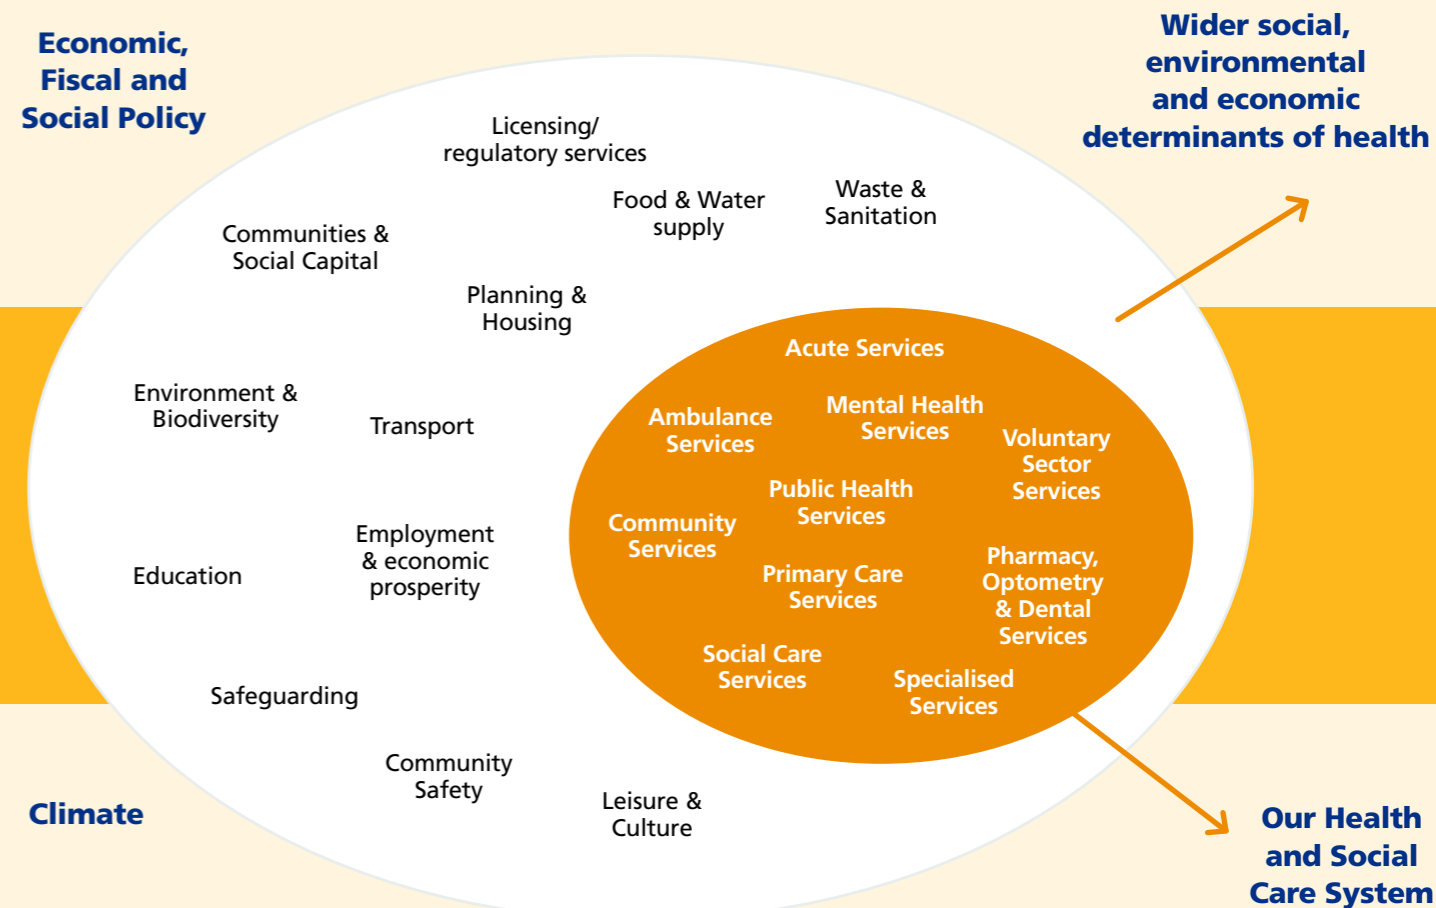 Economic,
Fiscal and
Social Policy
Wider social,
environmental
and economic
determinants of health
Licensing/
regulatory services
Food & Water
supply
Waste &
Sanitation
Communities &
Social Capital
Planning &
Housing
Environment &
Biodiversity
Transport
Employment
& economic
prosperity
Education
Safeguarding
Community
Safety
Leisure &
Culture
Acute Services
Ambulance
Services
Mental Health
Services
Voluntary
Sector
Services
Public Health
Services
Community
Services
Primary Care
Services
Pharmacy,
Optometry
& Dental
Services
Social Care
Services
Specialised
Services
Climate
Our Health
and Social
Care System